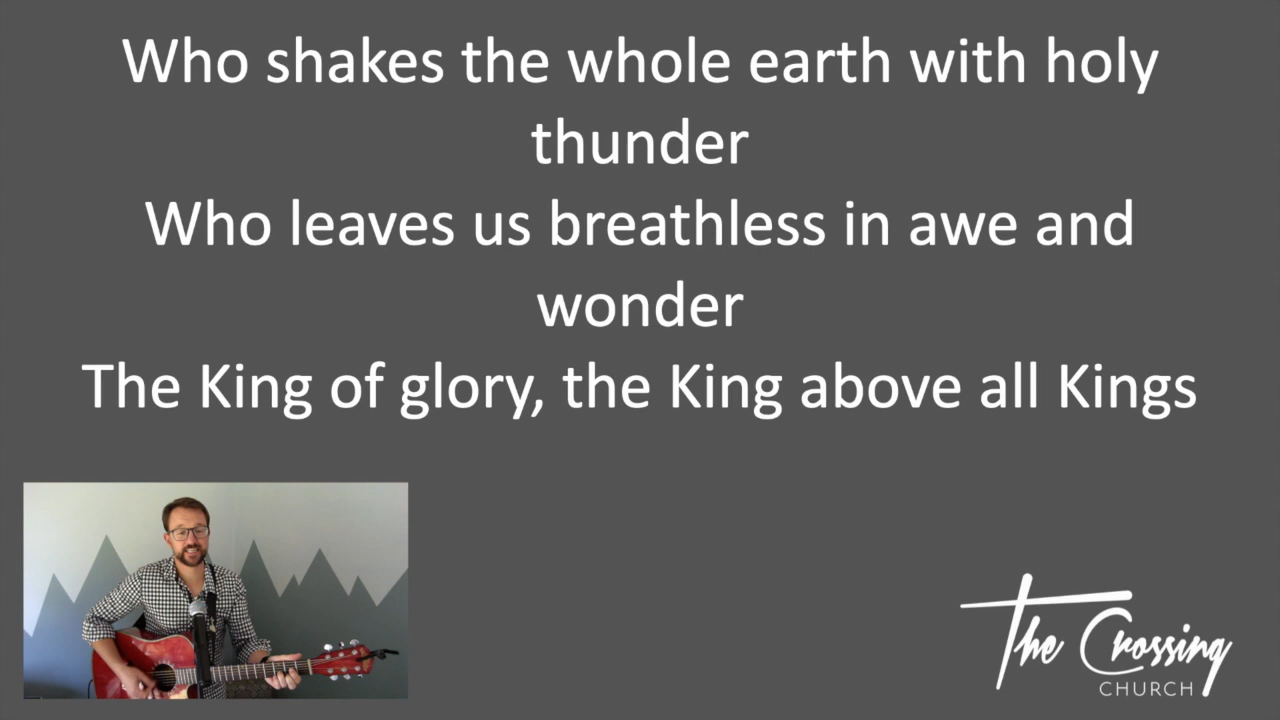 Who shakes the whole earth with holy
thunder
Who leaves us breathless in awe and
wonder
The King of glory, the King above all Kings
The Crossing
CHURCH